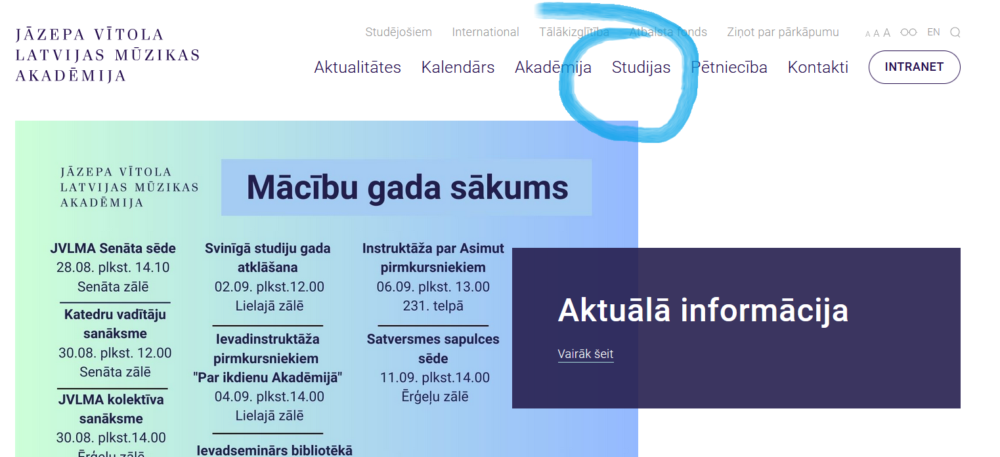 JĀZEPA VĪTOLA
LATVIJAS MŪZIKAS
AKADĒMIJA
Studējošiem International Tālākizglītība Atbalsta fonds Ziņot par pārkāpumu A A A EN
Aktualitātes Kalendārs Akadēmija Studijas Pētniecība Kontakti INTRANET
JĀZEPA VĪTOLA
LATVIJAS MŪZIKAS
AKADĒMIJA
Mācību gada sākums
JVLMA Senāta sēde
28.08. plkst. 14.10
Senāta zālē
Katedru vadītāju
sanāksme
30.08. plkst. 12.00
Senāta zālē
JVLMA kolektīva
sanāksme
30.08. plkst.14.00
Ērģeļu zālē
Svinīgā studiju gada
atklāšana
02.09. plkst.12.00
Lielajā zālē
Ievadinstruktāža
pirmkursniekiem
"Par ikdienu Akadēmijā"
04.09. plkst.14.00
Lielajā zālē
Ievadseminārs bibliotēkā
Instruktāža par Asimut
pirmkursniekiem
06.09. plkst. 13.00
231. telpā
Satversmes sapulces
sēde
11.09. plkst.14.00
Ērģeļu zālē
Aktuālā informācija
Vairāk šeit